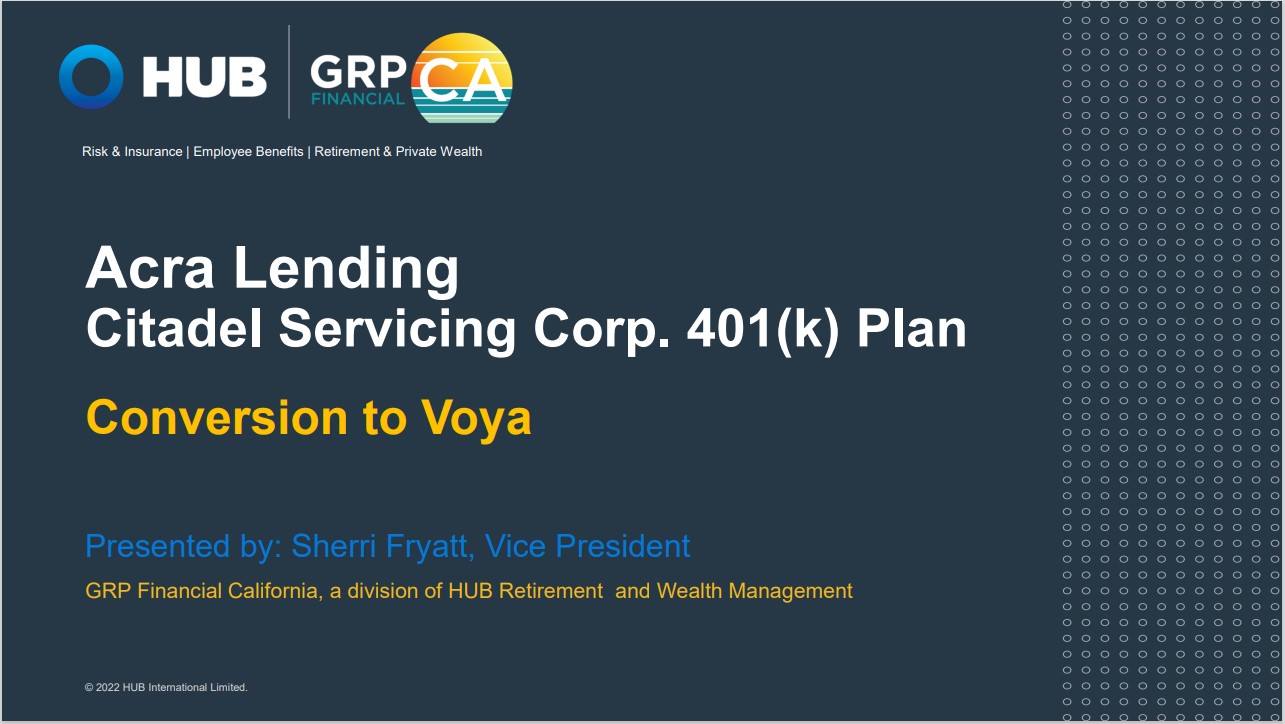 HUB
GRP CA
FINANCIAL
Risk & Insurance | Employee Benefits | Retirement & Private Wealth
Acra Lending
Citadel Servicing Corp. 401(k) Plan
Conversion to Voya
Presented by: Sherri Fryatt, Vice President
GRP Financial California, a division of HUB Retirement  and Wealth Management
© 2022 HUB International Limited.